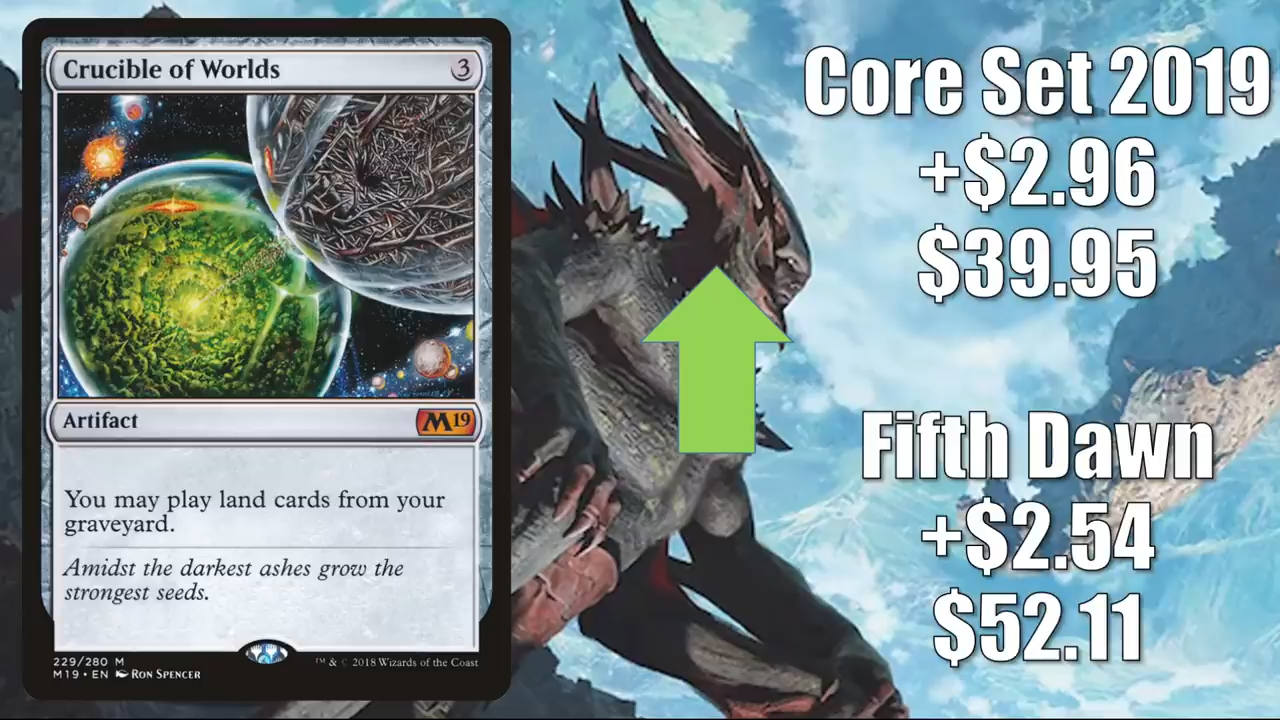 Crucible of Worlds 3
Artifact M19
You may play land cards from your
graveyard.
Amidst the darkest ashes grow the
strongest seeds.
229/280 M
M19 • EN Ron Spencer
™ & © 2018 Wizards of the Coast
Core Set 2019
+$2.96
$39.95
Fifth Dawn
+$2.54
$52.11